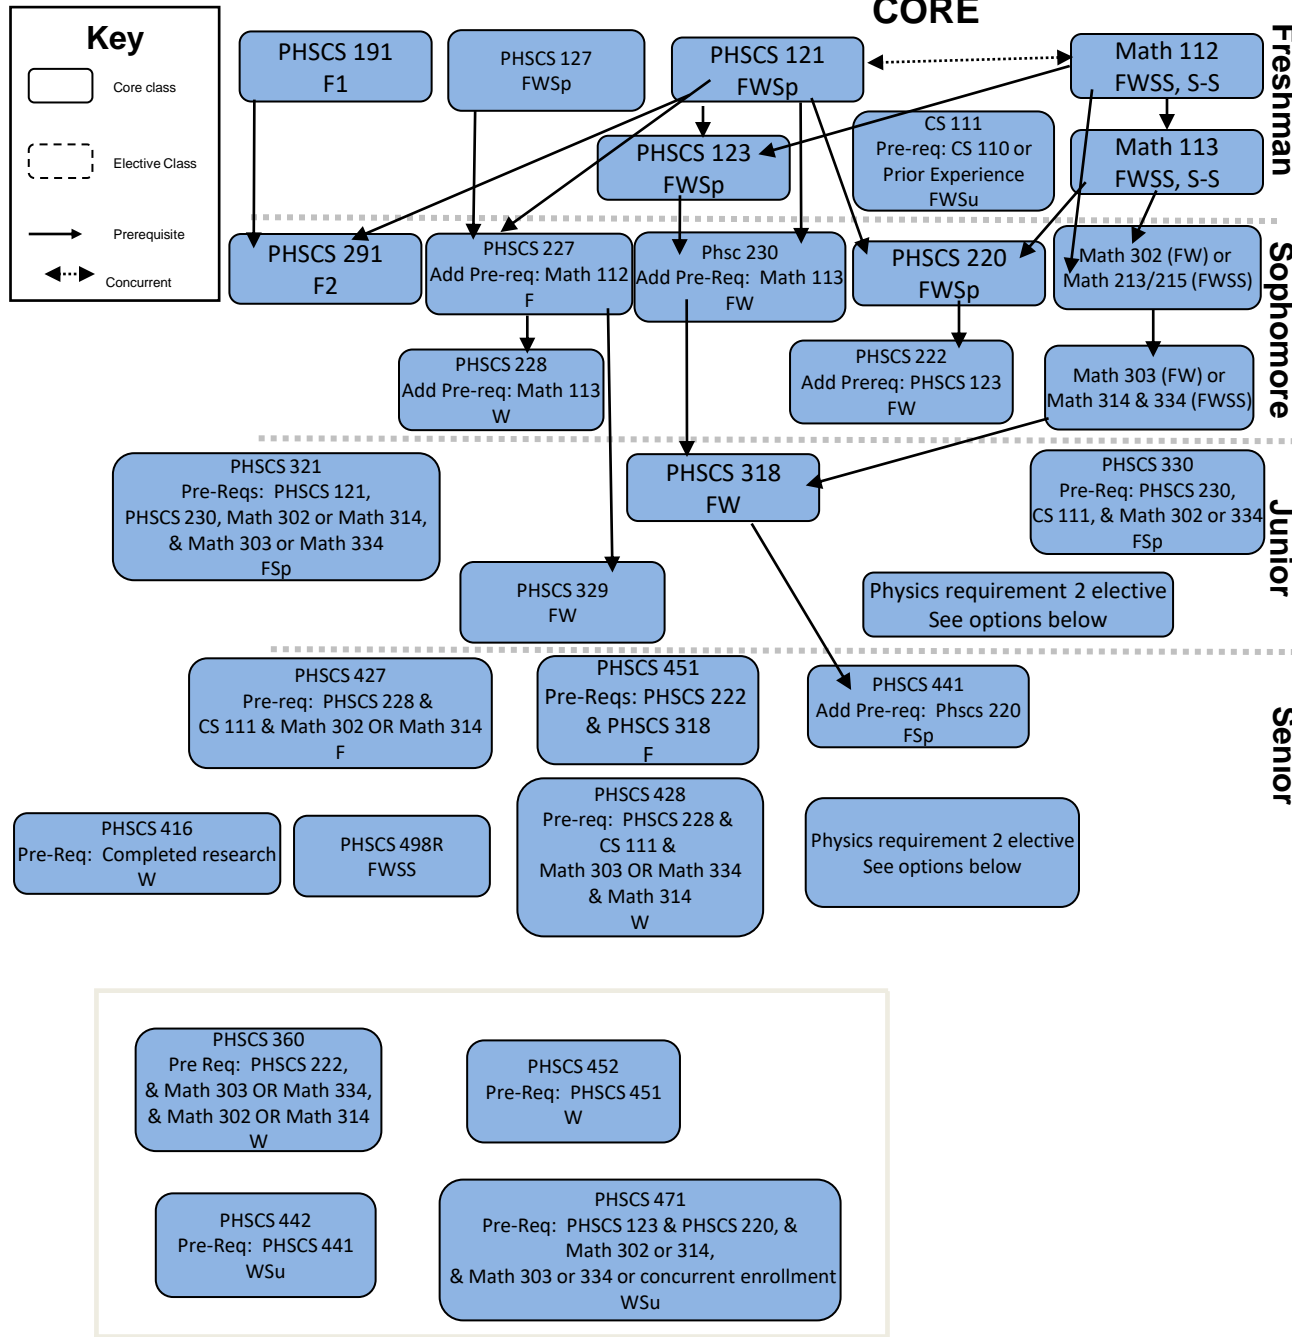 CORE
Key
Core class
Elective Class
Prerequisite
Concurrent
Freshman
PHSCS 191
F1
PHSCS 127
FWSp
PHSCS 121
FWSp
Math 112
FWSS, S-S
PHSCS 123
FWSp
CS 111
Pre-req: CS 110 or
Prior Experience
FWSu
Math 113
FWSS, S-S
Sophomore
PHSCS 291
F2
PHSCS 227
Add Pre-req: Math 112
F
Phsc 230
Add Pre-Req: Math 113
FW
PHSCS 220
FWSp
Math 302 (FW) or
Math 213/215 (FWSS)
PHSCS 228
Add Pre-req: Math 113
W
PHSCS 222
Add Prereq: PHSCS 123
FW
Math 303 (FW) or
Math 314 & 334 (FWSS)
Junior
PHSCS 321
Pre-Reqs: PHSCS 121,
PHSCS 230, Math 302 or Math 314,
& Math 303 or Math 334
FSp
PHSCS 318
FW
PHSCS 330
Pre-Req: PHSCS 230,
CS 111, & Math 302 or 334
FSp
PHSCS 329
FW
Physics requirement 2 elective
See options below
Senior
PHSCS 427
Pre-req: PHSCS 228 &
CS 111 & Math 302 OR Math 314
F
PHSCS 451
Pre-Reqs: PHSCS 222
& PHSCS 318
F
PHSCS 441
Add Pre-req: Phscs 220
FSp
PHSCS 416
Pre-Req: Completed research
W
PHSCS 498R
FWSS
PHSCS 428
Pre-req: PHSCS 228 &
CS 111 &
Math 303 OR Math 334
& Math 314
W
Physics requirement 2 elective
See options below
PHSCS 360
Pre Req: PHSCS 222,
& Math 303 OR Math 334,
& Math 302 OR Math 314
W
PHSCS 452
Pre-Req: PHSCS 451
W
PHSCS 442
Pre-Req: PHSCS 441
WSu
PHSCS 471
Pre-Req: PHSCS 123 & PHSCS 220, &
Math 302 or 314,
& Math 303 or 334 or concurrent enrollment
WSu